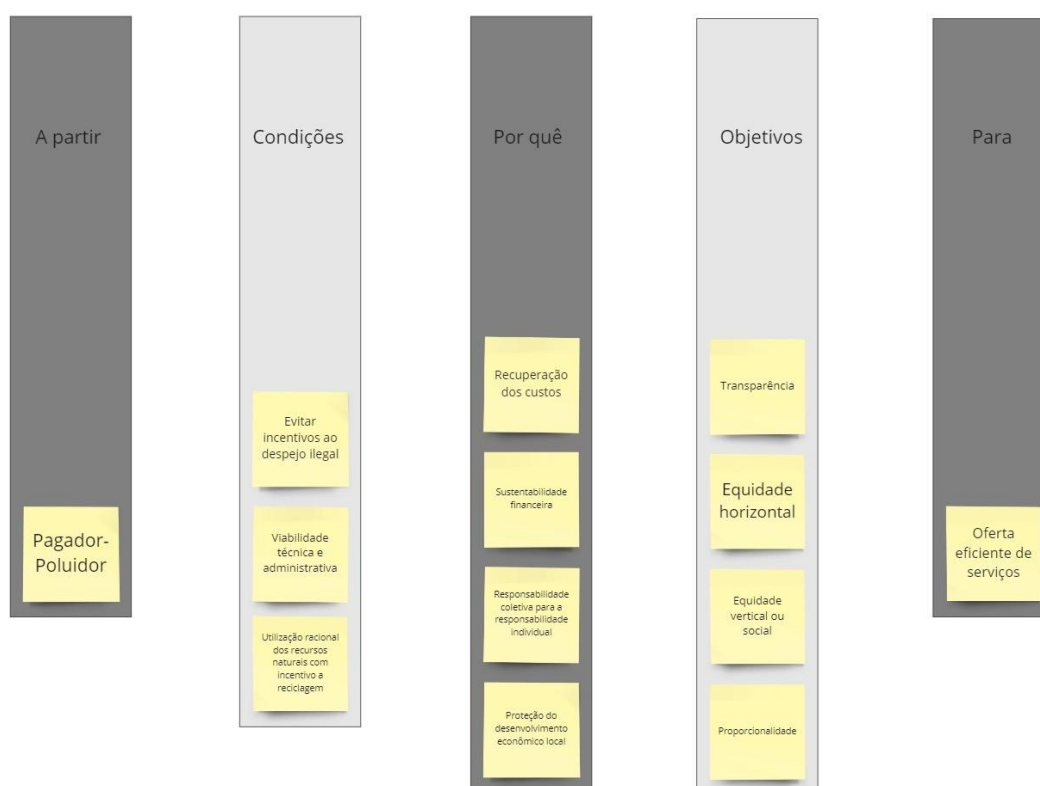 A partir
Condições
Por quê
Objetivos
Para
Pagador-
Poluidor
Evitar
incentivos ao
despejo ilegal
Viabilidade
técnica e
administrativa
Utilização racional
dos recursos
naturais com
incentivo a
reciclagem
Recuperação
dos custos
Sustentabilidade
financeira
Responsabilidade
coletiva para a
responsabilidade
individual
Proteção do
desenvolvimento
econômico local
Transparência
Equidade
horizontal
Equidade
vertical ou
social
Proporcionalidade
Oferta
eficiente de
serviços